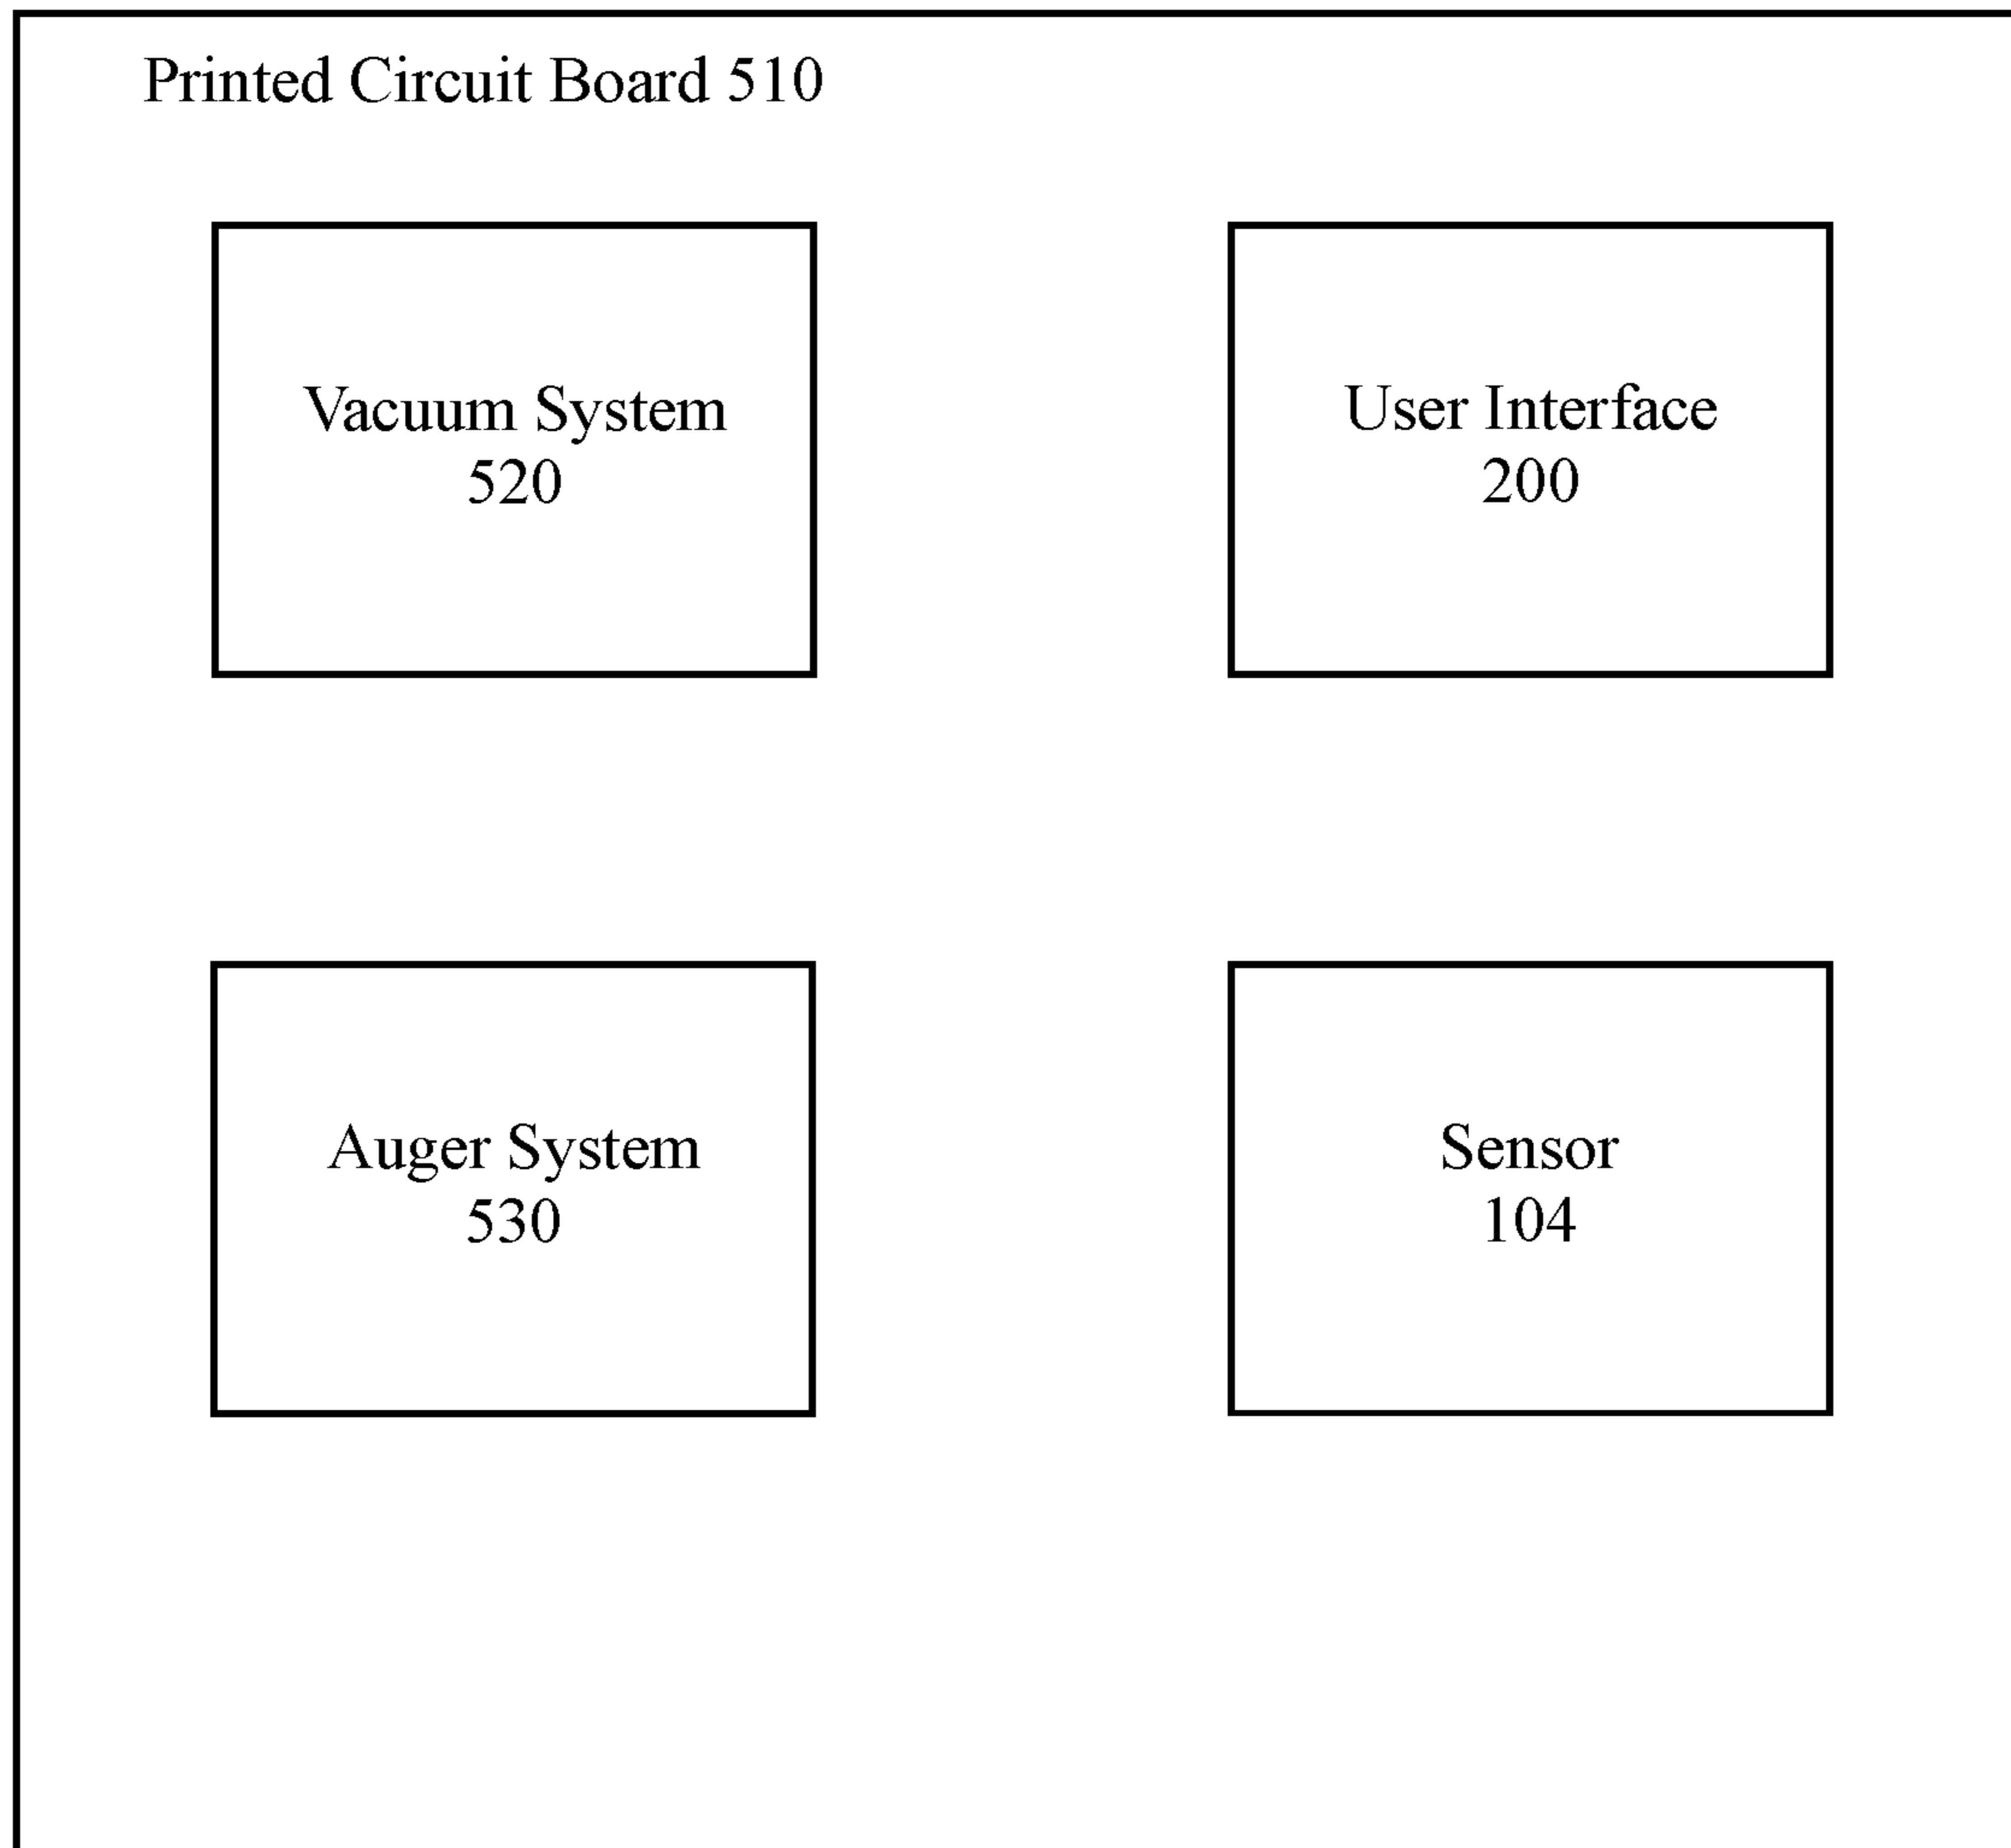 Printed Circuit Board 510
Vacuum System
520
User Interface
200
Auger System
530
Sensor
104